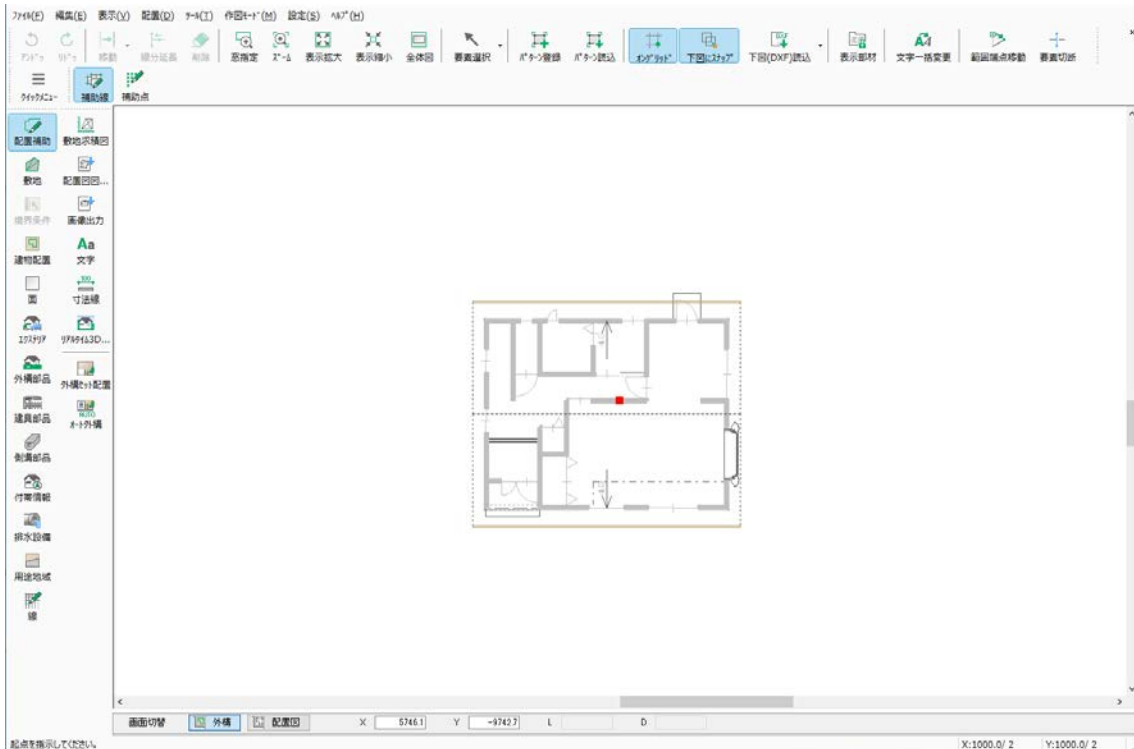 ファイル(F) 編集(E) 表示(V) 配置(D) ツール(T) 作図モード(M) 設定(S) ヘルプ(H)
アンドゥ リドゥ 移動 線分延長 削除 窓指定 ズーム 表示拡大 表示縮小 全体図 要素選択 パターン登録 パターン読込 オングリッド 下図にスナップ 下図(DXF)読込 表示部材 文字一括変更 範囲端点移動 要素切断
クイックメニュー 補助線 補助点
配置補助 敷地求積図
敷地 配置図図...
境界条件 画像出力
建物配置 文字
面 寸法線
エクステリア リアルタイム3D...
外構部品 外構セット配置
建具部品 オート外構
側溝部品
付帯情報
排水設備
用途地域
線
画面切替 外構 配置図 X 5746.1 Y -9742.7 L D
起点を指示してください。 X:1000.0/ 2 Y:1000.0/ 2